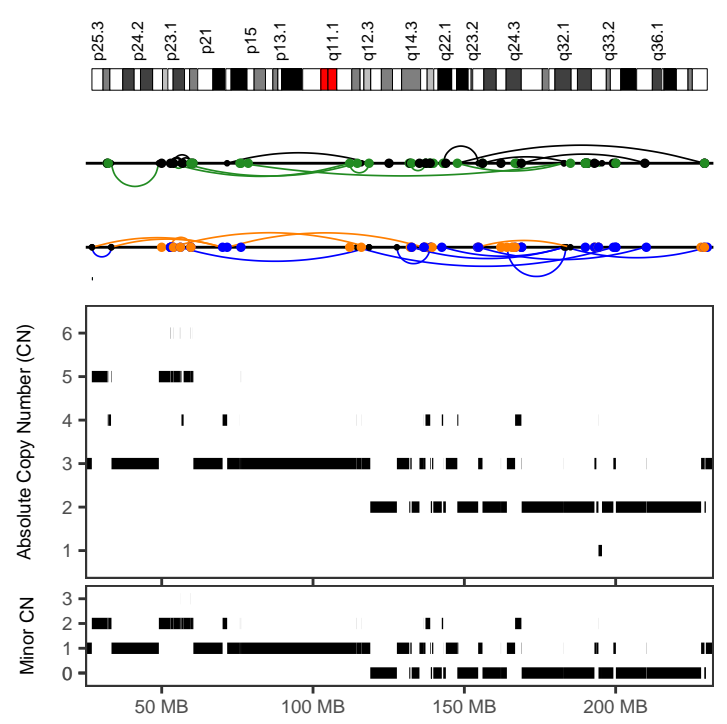 p25.3 p24.2 p23.1 p21 p15 p13.1 q11.1 q12.3 q14.3 q22.1 q23.2 q24.3 q32.1 q33.2 q36.1
Absolute Copy Number (CN)
6
5
4
3
2
1
Minor CN
3
2
1
0
50 MB 100 MB 150 MB 200 MB